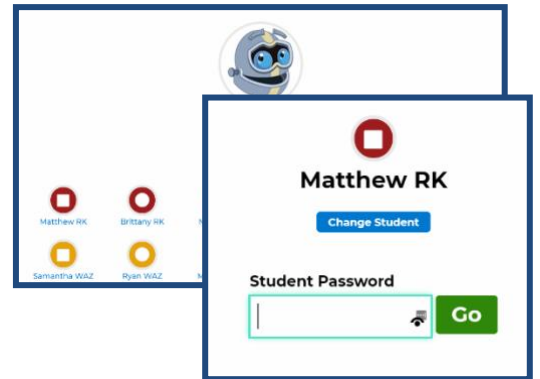 Matthew RK Brittany RK
Samantha WAZ Ryan WAZ
Matthew RK
Change Student
Student Password
Go